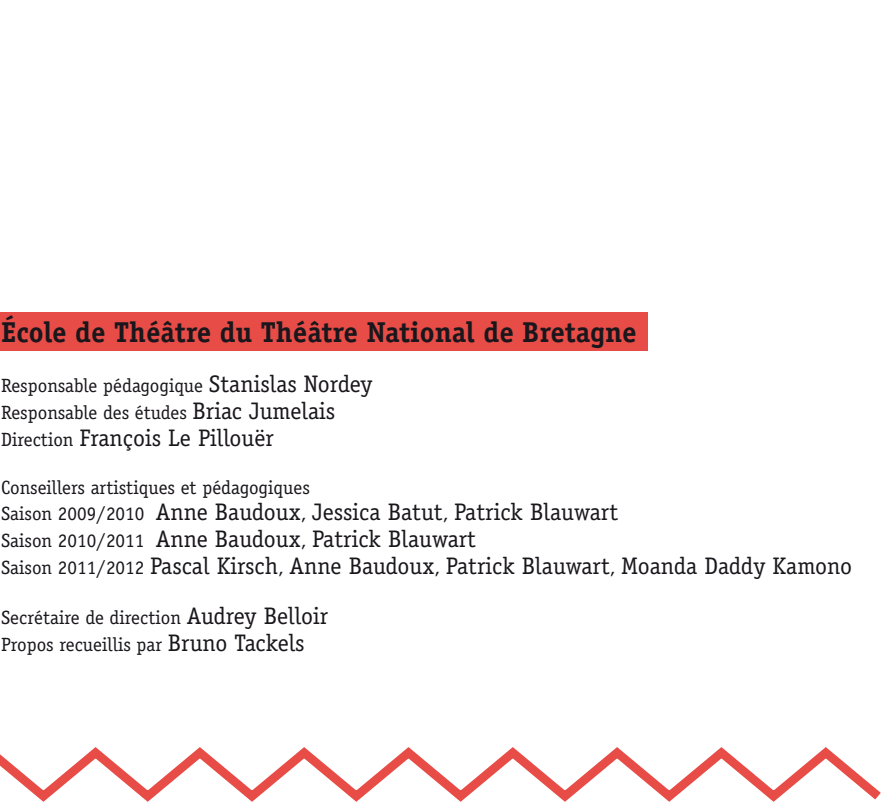 École de Théâtre du Théâtre National de Bretagne
Responsable pédagogique Stanislas Nordey
Responsable des études Briac Jumelais
Direction François Le Pillouër
Conseillers artistiques et pédagogiques
Saison 2009/2010 Anne Baudoux, Jessica Batut, Patrick Blauwart
Saison 2010/2011 Anne Baudoux, Patrick Blauwart
Saison 2011/2012 Pascal Kirsch, Anne Baudoux, Patrick Blauwart, Moanda Daddy Kamono
Secrétaire de direction Audrey Belloir
Propos recueillis par Bruno Tackels